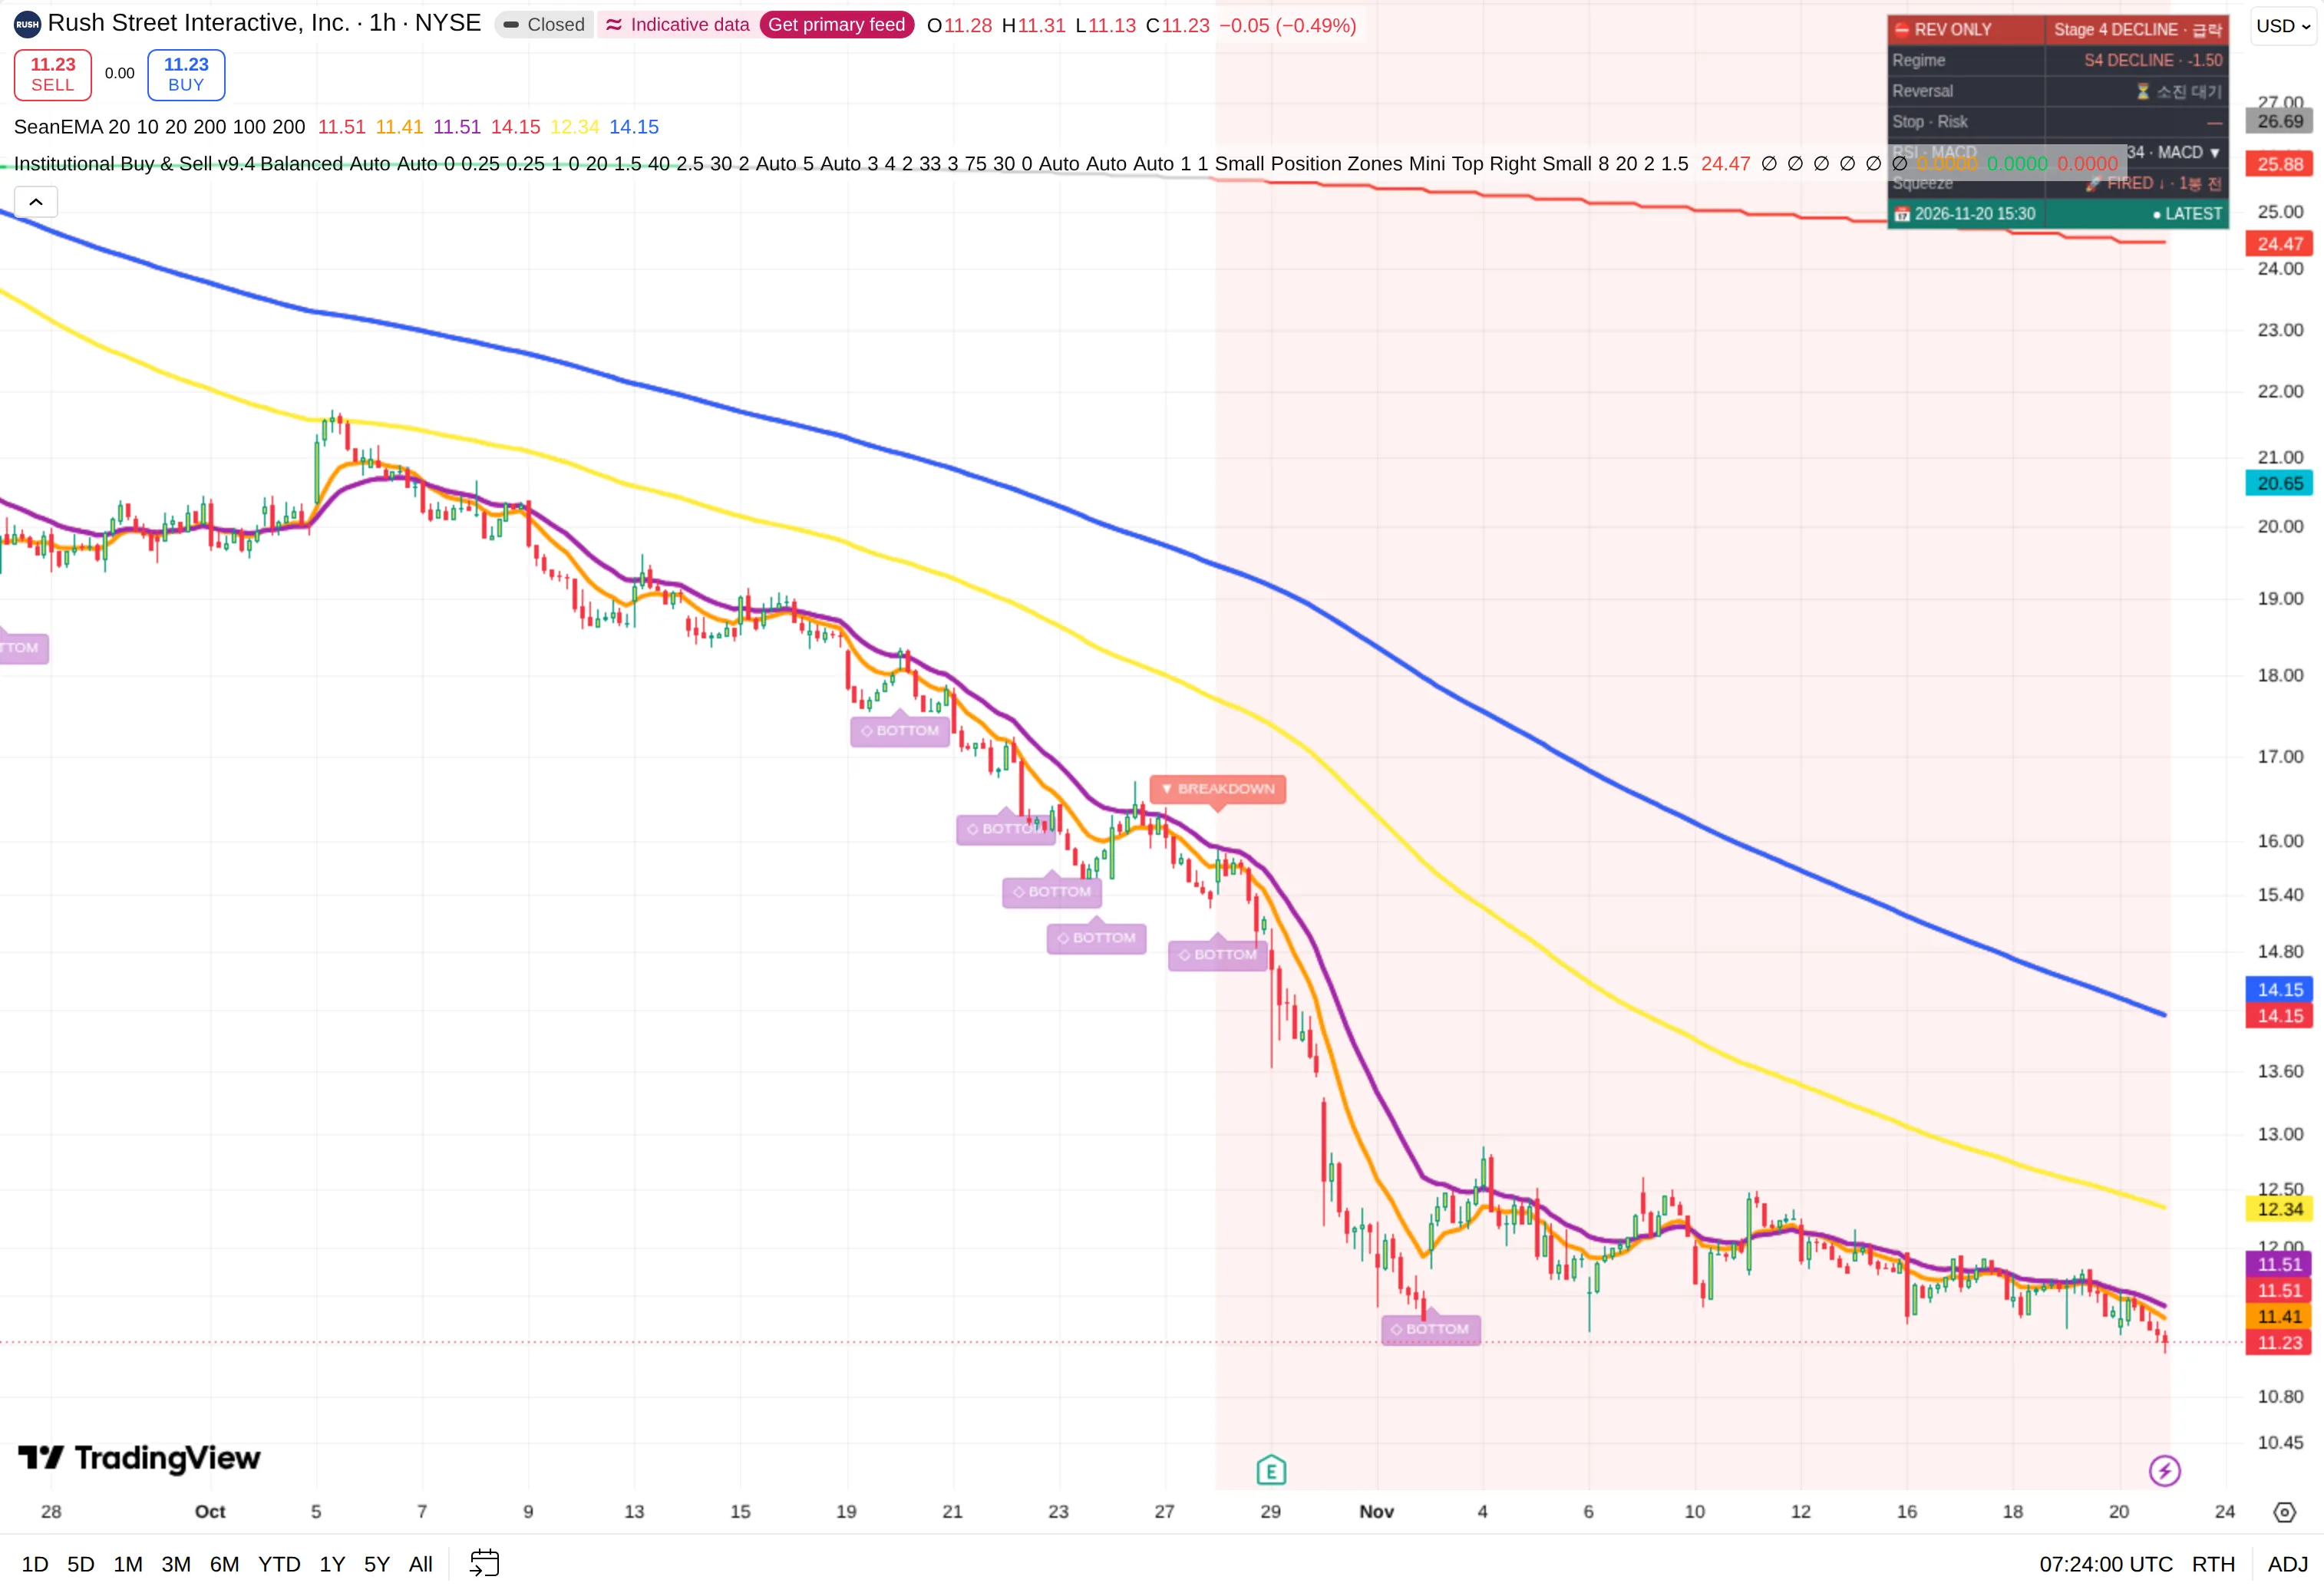 RUSH Rush Street Interactive, Inc. · 1h · NYSE Closed Indicative data Get primary feed O11.28 H11.31 L11.13 C11.23 −0.05 (−0.49%)
USD
11.23 SELL
0.00
11.23 BUY
SeanEMA 20 10 20 200 100 200 11.51 11.41 11.51 14.15 12.34 14.15
Institutional Buy & Sell v9.4 Balanced Auto Auto 0 0.25 0.25 1 0 20 1.5 40 2.5 30 2 Auto 5 Auto 3 4 2 33 3 75 30 0 Auto Auto Auto 1 1 Small Position Zones Mini Top Right Small 8 20 2 1.5 24.47 ∅ ∅ ∅ ∅ ∅ ∅ 0.0000 0.0000 0.0000
REV ONLY Stage 4 DECLINE · 급락
Regime S4 DECLINE · -1.50
Reversal ⏳ 소진 대기
Stop · Risk —
RSI · MACD 34 · MACD ▼
Squeeze 🚀 FIRED ↓ · 1봉 전
📅 2026-11-20 15:30 ● LATEST
27.00
26.69
25.88
25.00
24.47
24.00
23.00
22.00
21.00
20.65
20.00
19.00
18.00
17.00
16.00
15.40
14.80
14.15
14.15
13.60
13.00
12.50
12.34
12.00
11.51
11.51
11.41
11.23
10.80
10.45
TTOM
◇ BOTTOM
◇ BOTTOM
◇ BOTTOM
◇ BOTTOM
▼ BREAKDOWN
◇ BOTTOM
◇ BOTTOM
TradingView
E
28 Oct 5 7 9 13 15 19 21 23 27 29 Nov 4 6 10 12 16 18 20 24
1D 5D 1M 3M 6M YTD 1Y 5Y All
07:24:00 UTC RTH ADJ